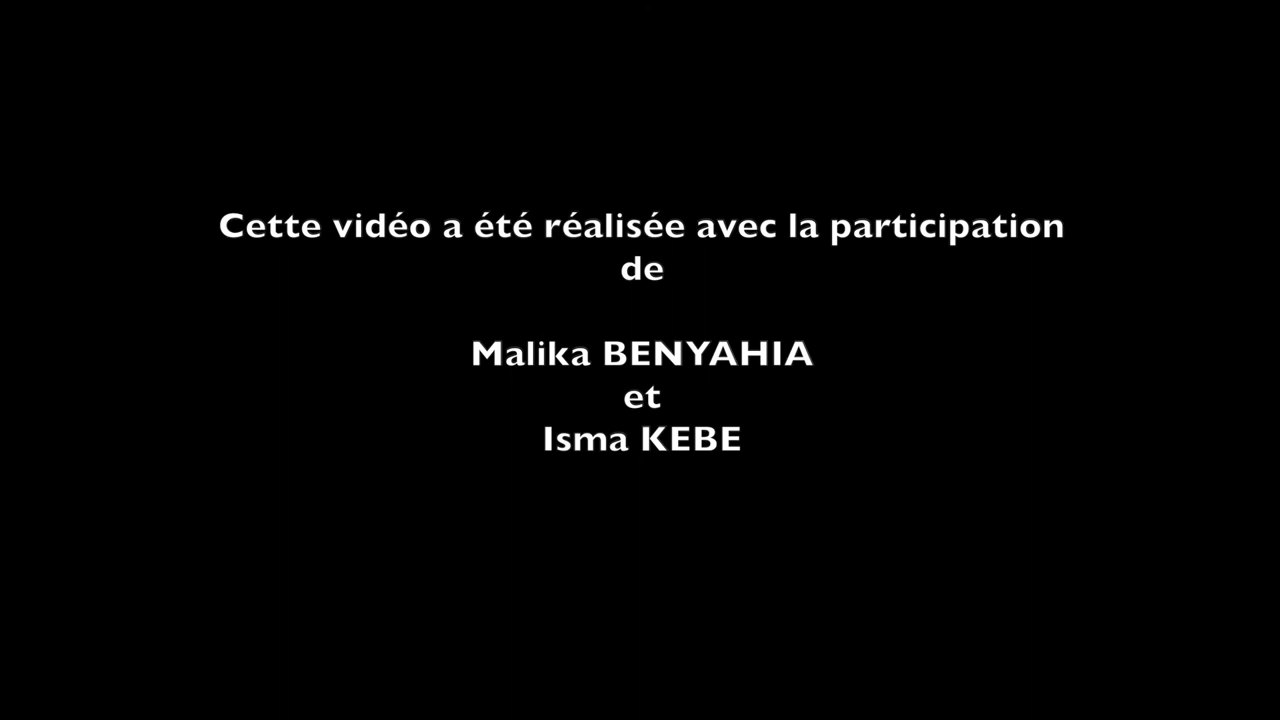 Cette vidéo a été réalisée avec la participation
de
Malika BENYAHIA
et
Isma KEBE